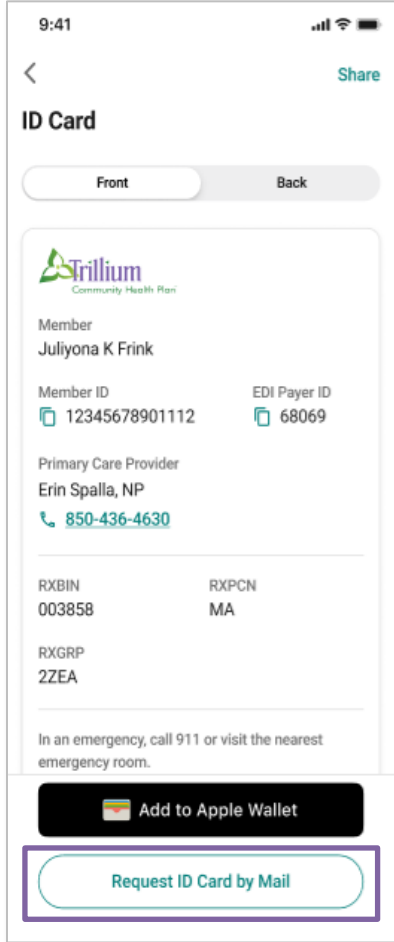 9:41
Share
ID Card
Front Back
Trillium
Community Health Plan
Member
Juliyona K Frink
Member ID EDI Payer ID
12345678901112 68069
Primary Care Provider
Erin Spalla, NP
850-436-4630
RXBIN RXPCN
003858 MA
RXGRP
2ZEA
In an emergency, call 911 or visit the nearest
emergency room.
Add to Apple Wallet
Request ID Card by Mail